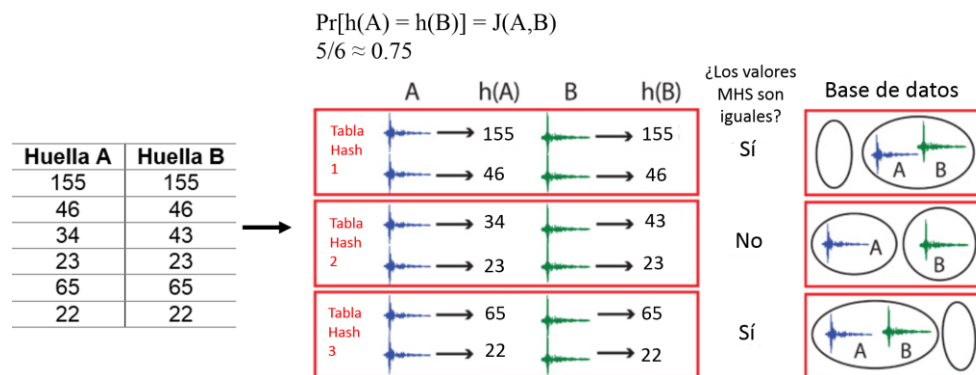 Pr[h(A) = h(B)] = J(A,B)
5/6 ≈ 0.75
A h(A) B h(B)
¿Los valores
MHS son
iguales?
Base de datos
Huella A Huella B
155 155
46 46
34 43
23 23
65 65
22 22
Tabla
Hash
1
155 155
46 46
Sí
A B
Tabla
Hash
2
34 43
23 23
No
A
B
Tabla
Hash
3
65 65
22 22
Sí
A B